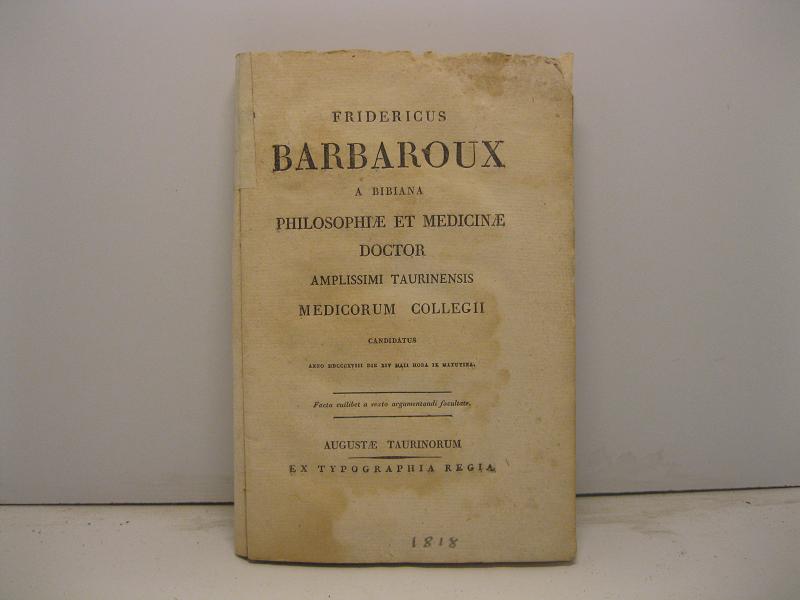 FRIDERICUS
BARBAROUX
A BIBIANA
PHILOSOPHIÆ ET MEDICINÆ
DOCTOR
AMPLISSIMI TAURINENSIS
MEDICORUM COLLEGII
CANDIDATUS
ANNO MDCCCXVIII DIE XIV MAII HORA IX MATUTINA.
Facta cuilibet a sexto argumentandi facultate.
AUGUSTÆ TAURINORUM
EX TYPOGRAPHIA REGIA
1818